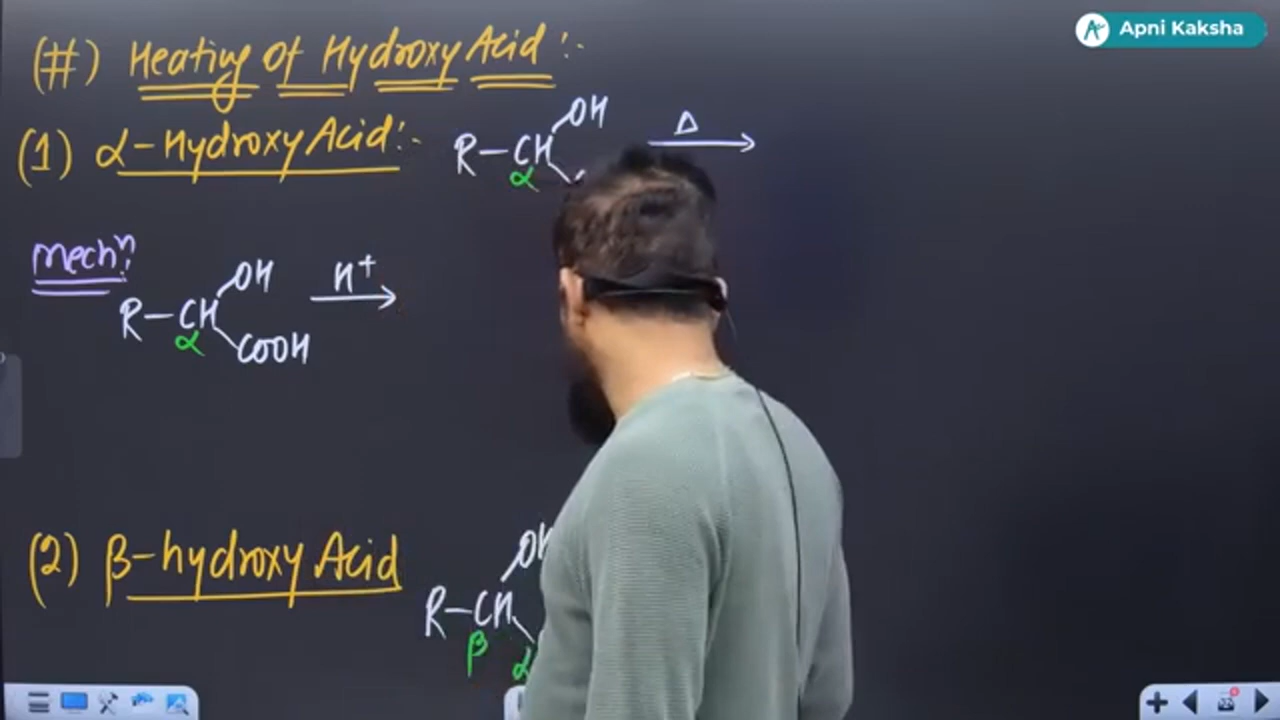 Apni Kaksha
(#) Heating of Hydroxy Acid :-
(1) α-Hydroxy Acid :- R-CH OH Δ
α
Mechⁿ:
R-CH OH H⁺
α COOH
(2) β-hydroxy Acid R-CH OH
β α